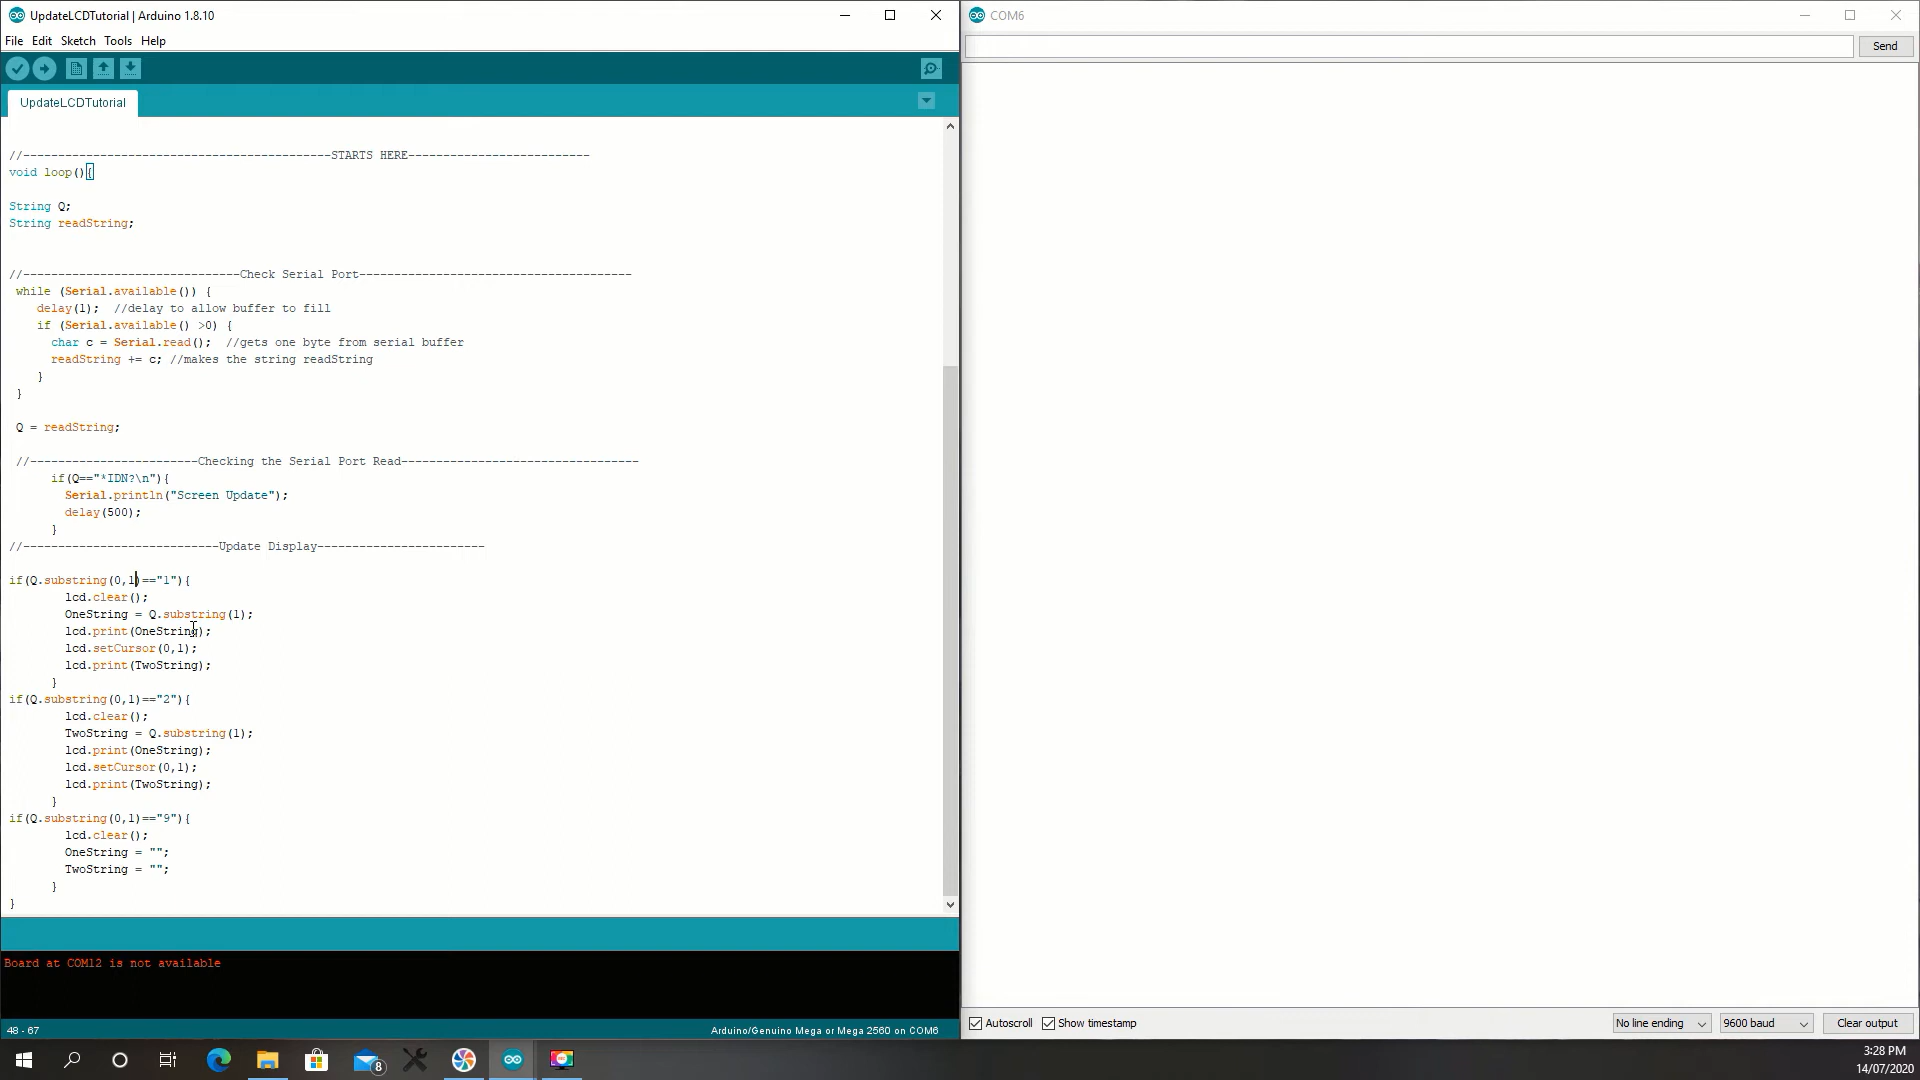 UpdateLCDTutorial | Arduino 1.8.10
File Edit Sketch Tools Help
UpdateLCDTutorial
//--------------------------------------------STARTS HERE--------------------------
void loop(){
String Q;
String readString;
//-------------------------------Check Serial Port---------------------------------------
while (Serial.available()) {
delay(1);  //delay to allow buffer to fill
if (Serial.available() >0) {
char c = Serial.read();  //gets one byte from serial buffer
readString += c; //makes the string readString
}
}
Q = readString;
//------------------------Checking the Serial Port Read----------------------------------
if(Q=="*IDN?\n"){
Serial.println("Screen Update");
delay(500);
}
//----------------------------Update Display------------------------
if(Q.substring(0,1)=="1"){
lcd.clear();
OneString = Q.substring(1);
lcd.print(OneString);
lcd.setCursor(0,1);
lcd.print(TwoString);
}
if(Q.substring(0,1)=="2"){
lcd.clear();
TwoString = Q.substring(1);
lcd.print(OneString);
lcd.setCursor(0,1);
lcd.print(TwoString);
}
if(Q.substring(0,1)=="9"){
lcd.clear();
OneString = "";
TwoString = "";
}
}
Board at COM12 is not available
48 - 67
Arduino/Genuino Mega or Mega 2560 on COM6
COM6
Send
Autoscroll Show timestamp
No line ending
9600 baud
Clear output
8
3:28 PM
14/07/2020